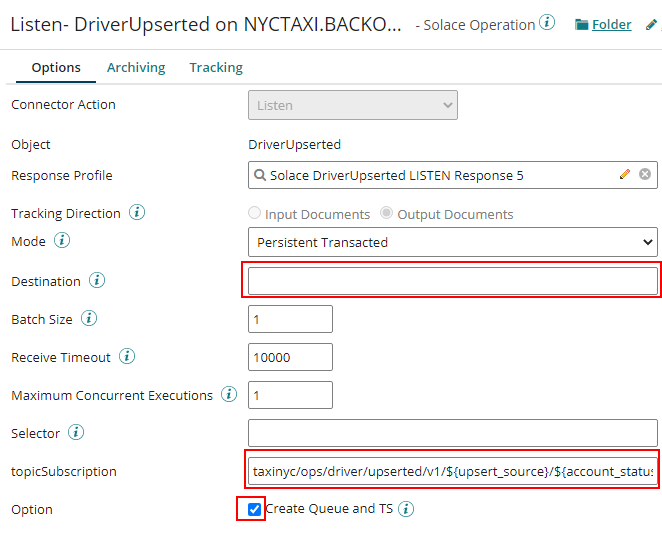 Listen- DriverUpserted on NYCTAXI.BACKO... - Solace Operation i Folder
Options Archiving Tracking
Connector Action Listen
Object DriverUpserted
Response Profile Solace DriverUpserted LISTEN Response 5
Tracking Direction i Input Documents Output Documents
Mode i Persistent Transacted
Destination i
Batch Size i 1
Receive Timeout i 10000
Maximum Concurrent Executions i 1
Selector i
topicSubscription taxinyc/ops/driver/upserted/v1/${upsert_source}/${account_status
Option Create Queue and TS i